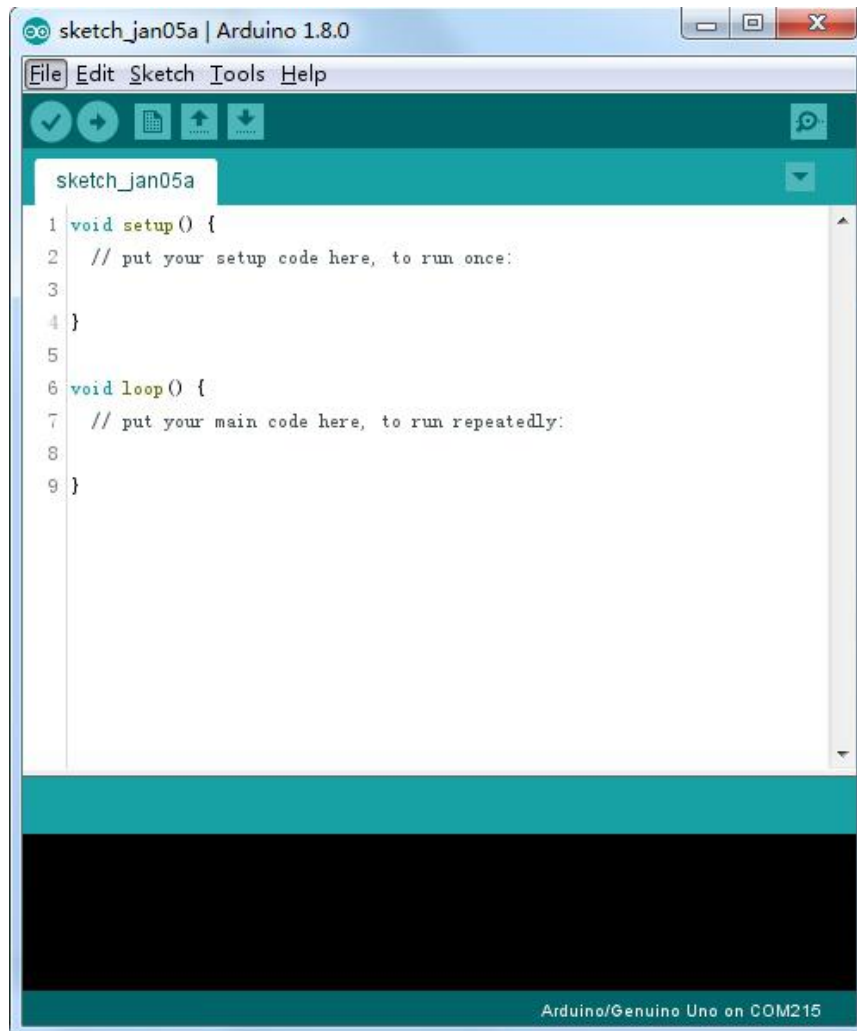 sketch_jan05a | Arduino 1.8.0
File Edit Sketch Tools Help
sketch_jan05a
1 void setup() {
2 // put your setup code here, to run once:
3
4 }
5
6 void loop() {
7 // put your main code here, to run repeatedly:
8
9 }
Arduino/Genuino Uno on COM215